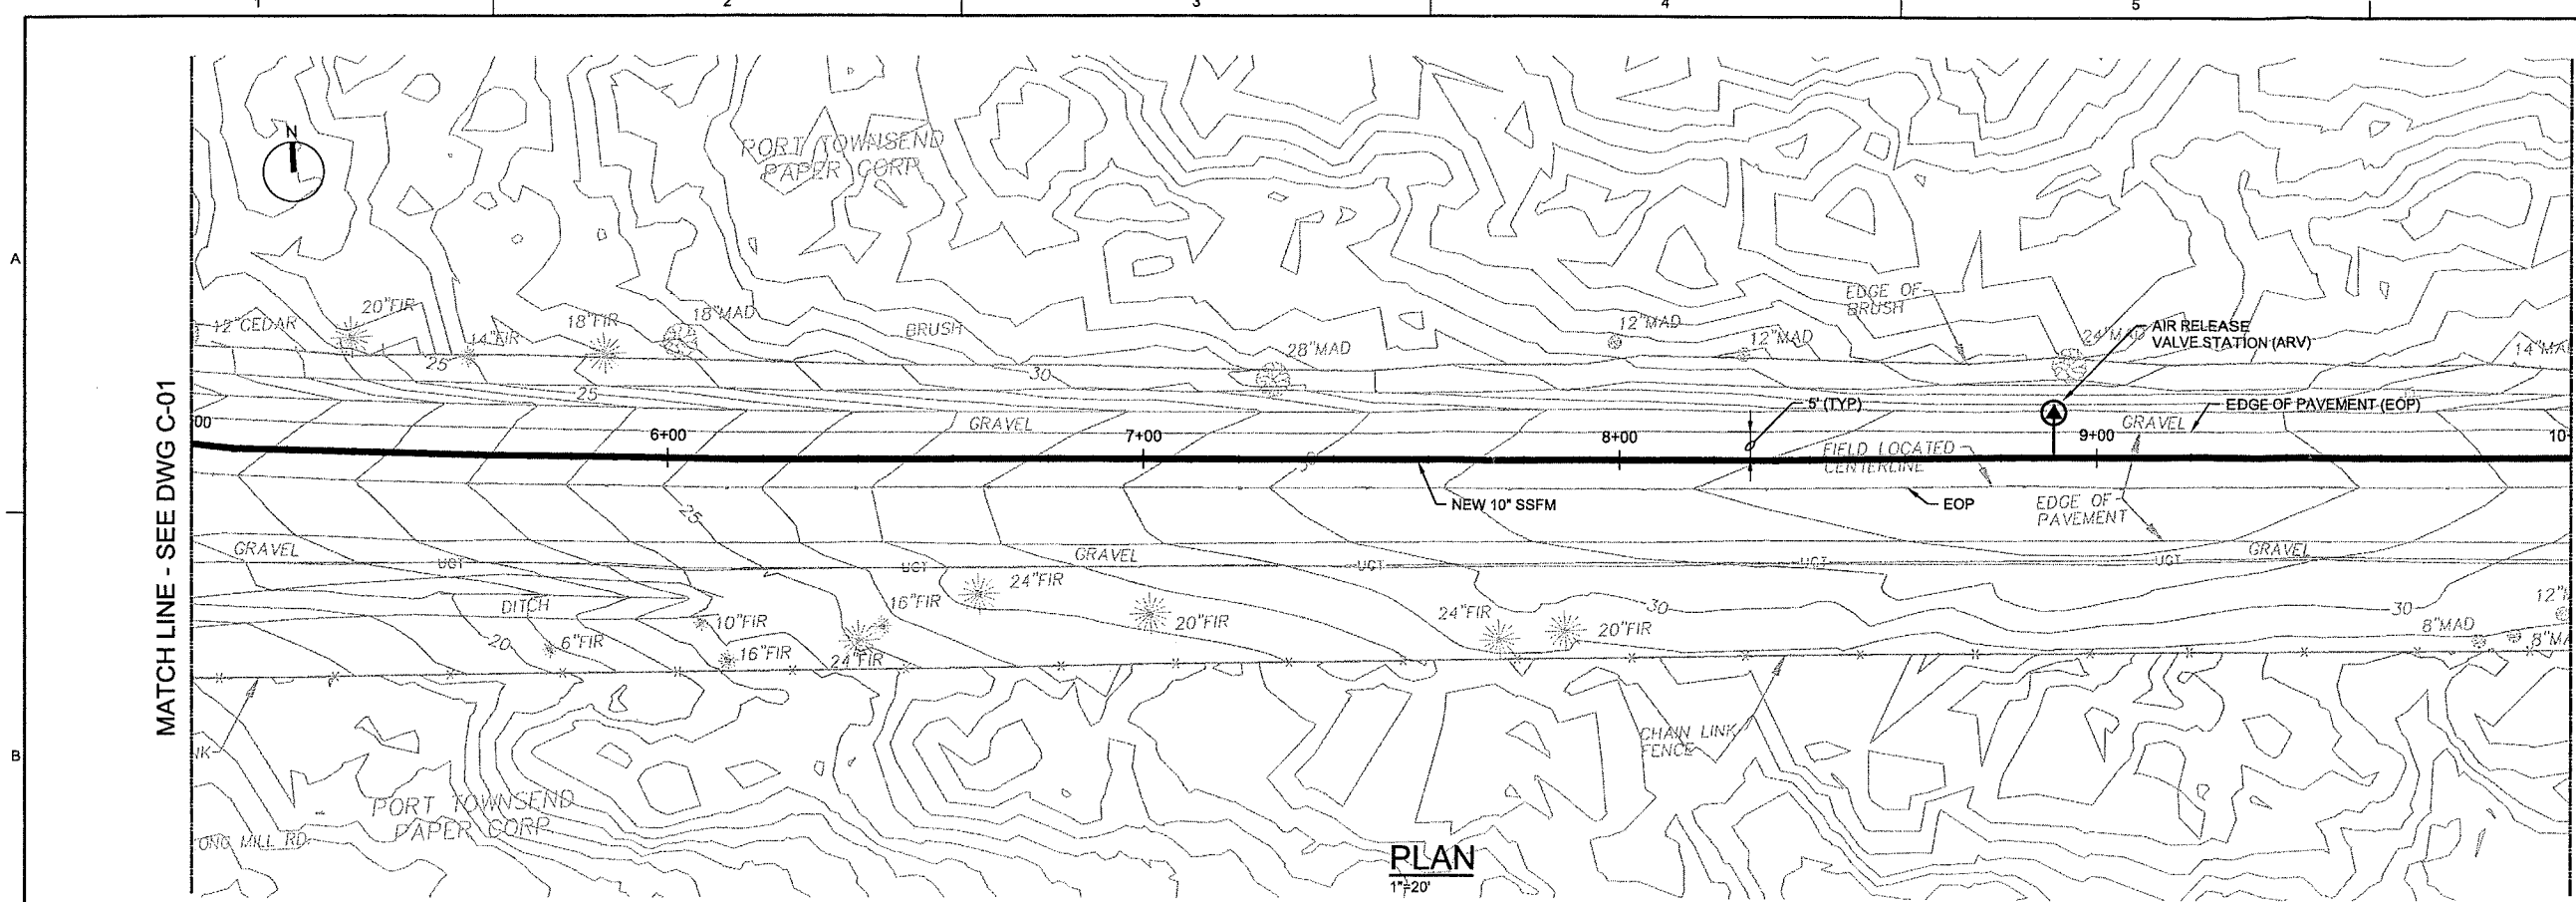 1
2
3
4
5
N
PORT TOWNSEND
PAPER CORP.
A
20"FIR
12"CEDAR
14"FIR
18"FIR
18"MAD
BRUSH
28"MAD
12"MAD
12"MAD
EDGE OF
BRUSH
24"MAD
AIR RELEASE
VALVE STATION (ARV)
25
30
25
GRAVEL
5' (TYP)
EDGE OF PAVEMENT (EOP)
GRAVEL
00
6+00
7+00
8+00
9+00
10
FIELD LOCATED
CENTERLINE
MATCH LINE - SEE DWG C-01
NEW 10" SSFM
EOP
EDGE OF
PAVEMENT
25
30
GRAVEL
UGT
UGT
GRAVEL
UGT
UGT
UGT
GRAVEL
DITCH
20
6"FIR
10"FIR
16"FIR
24"FIR
16"FIR
24"FIR
20"FIR
24"FIR
20"FIR
30
30
8"MAD
B
CHAIN LINK
FENCE
PORT TOWNSEND
PAPER CORP.
MILL RD.
PLAN
1"=20'